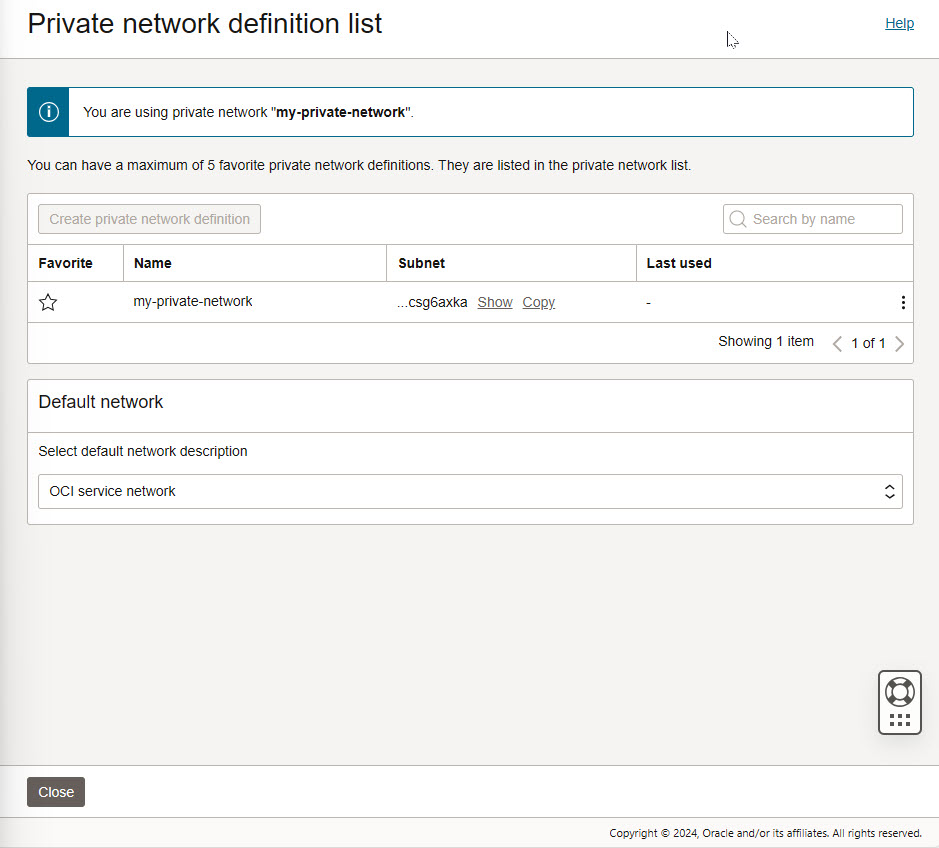 Private network definition list
Help
You are using private network "my-private-network".
You can have a maximum of 5 favorite private network definitions. They are listed in the private network list.
Create private network definition
Search by name
Favorite Name Subnet Last used
my-private-network ...csg6axka Show Copy -
Showing 1 item 1 of 1
Default network
Select default network description
OCI service network
Close
Copyright © 2024, Oracle and/or its affiliates. All rights reserved.